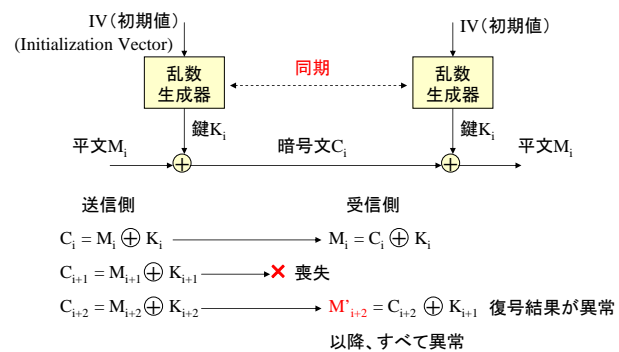 IV(初期値)
(Initialization Vector)
IV(初期値)
乱数
生成器
同期
乱数
生成器
鍵Ki
鍵Ki
平文Mi
暗号文Ci
平文Mi
送信側
受信側
Ci = Mi ⊕ Ki
Mi = Ci ⊕ Ki
Ci+1 = Mi+1 ⊕ Ki+1
× 喪失
Ci+2 = Mi+2 ⊕ Ki+2
M’i+2 = Ci+2 ⊕ Ki+1 復号結果が異常
以降、すべて異常